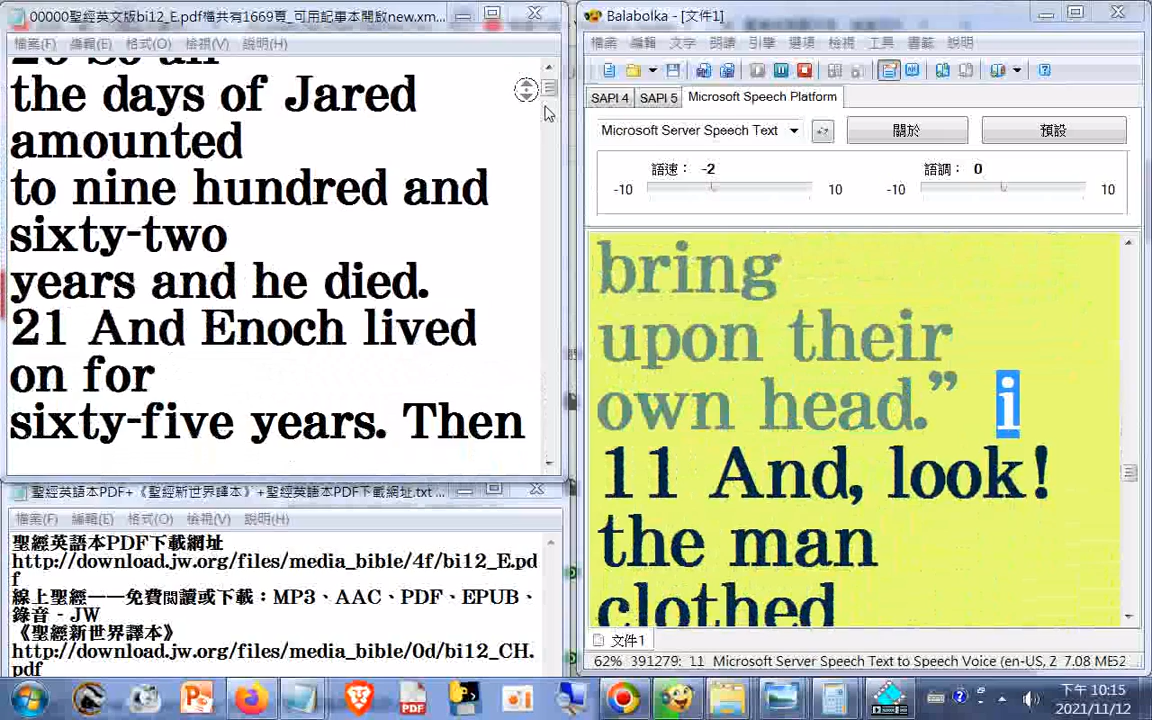 00000聖經英文版bi12_E.pdf檔共有1669頁_可用記事本開啟new.xm...
檔案(F) 編輯(E) 格式(O) 檢視(V) 說明(H)
20 So all
the days of Jared
amounted
to nine hundred and
sixty-two
years and he died.
21 And Enoch lived
on for
sixty-five years. Then
聖經英語本PDF+《聖經新世界譯本》+聖經英語本PDF下載網址.txt ...
檔案(F) 編輯(E) 格式(O) 檢視(V) 說明(H)
聖經英語本PDF下載網址
http://download.jw.org/files/media_bible/4f/bi12_E.pd
f
線上聖經——免費閱讀或下載：MP3、AAC、PDF、EPUB、
錄音 - JW
《聖經新世界譯本》
http://download.jw.org/files/media_bible/0d/bi12_CH.
pdf
Balabolka - [文件1]
檔案 編輯 文字 朗讀 引擎 選項 檢視 工具 書籤 說明
SAPI 4 SAPI 5 Microsoft Speech Platform
Microsoft Server Speech Text 關於 預設
語速： -2 語調： 0
-10 10 -10 10
bring
upon their
own head.” i
11 And, look!
the man
clothed
文件1
62% 391279: 11 Microsoft Server Speech Text to Speech Voice (en-US, Z 7.08 ME52
下午 10:15
2021/11/12